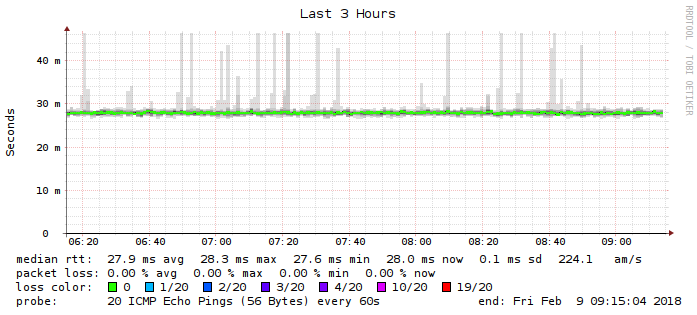 Last 3 Hours
RRDTOOL / TOBI OETIKER
Seconds
40 m
30 m
20 m
10 m
0
06:20 06:40 07:00 07:20 07:40 08:00 08:20 08:40 09:00
median rtt: 27.9 ms avg 28.3 ms max 27.6 ms min 28.0 ms now 0.1 ms sd 224.1 am/s
packet loss: 0.00 % avg 0.00 % max 0.00 % min 0.00 % now
loss color: 0 1/20 2/20 3/20 4/20 10/20 19/20
probe: 20 ICMP Echo Pings (56 Bytes) every 60s end: Fri Feb 9 09:15:04 2018